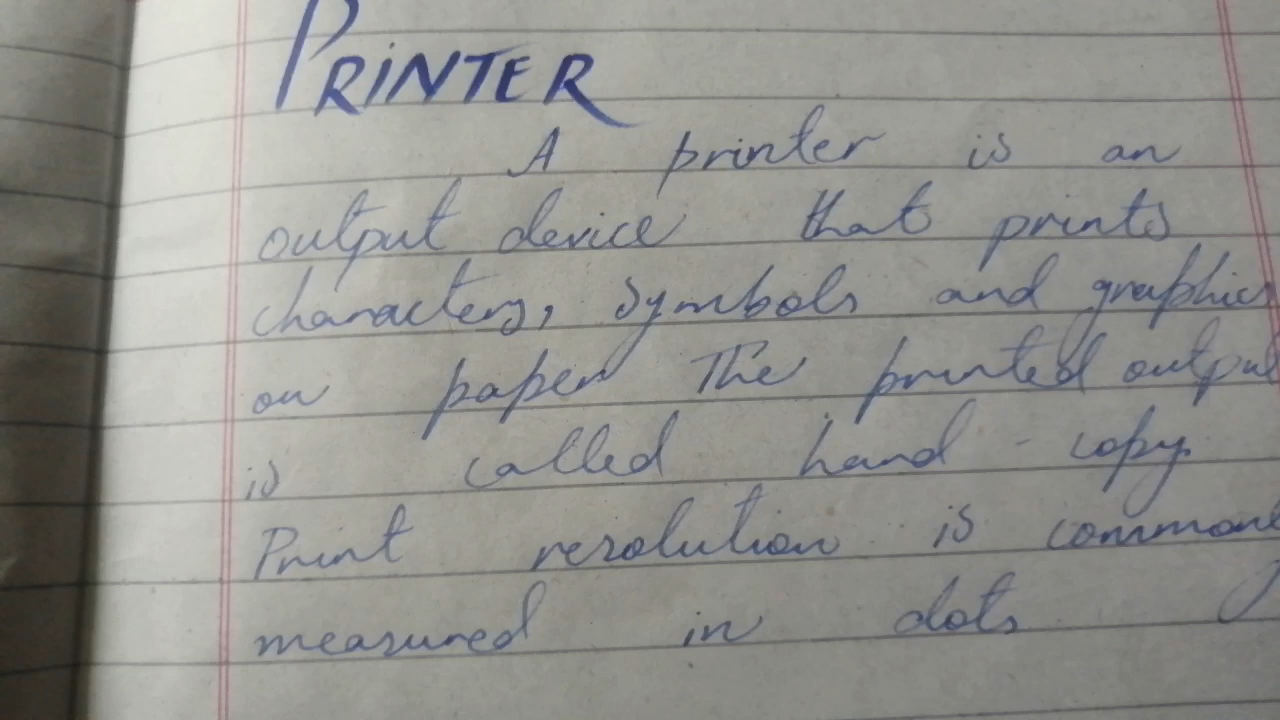 PRINTER
A printer is an
output device that prints
characters, symbols and graphics
on paper The printed output
is called hard - copy.
Print resolution is commonly
measured in dots